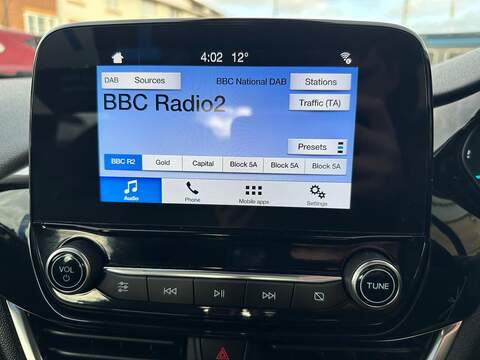 4:02 12°
DAB Sources BBC National DAB Stations
BBC Radio2
Traffic (TA)
Presets
BBC R2 Gold Capital Block 5A Block 5A Block 5A
Audio Phone Mobile apps Settings
VOL
TUNE